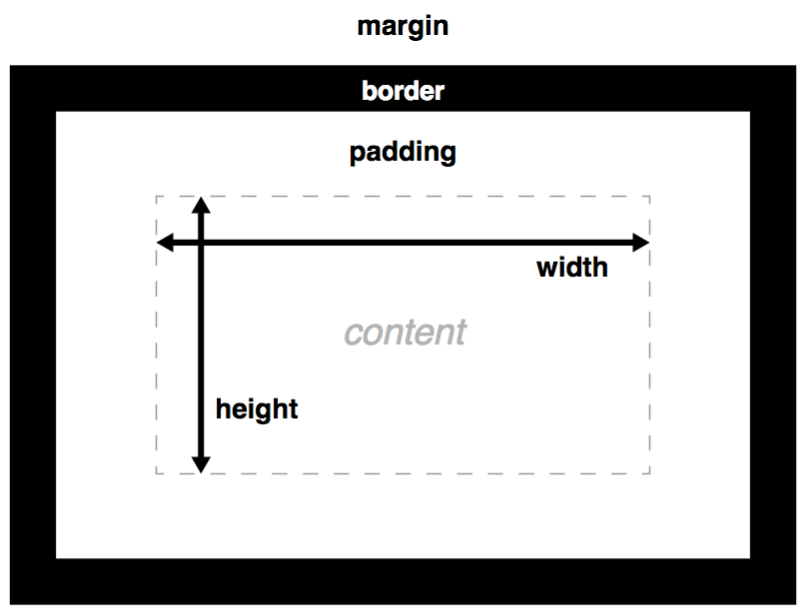 margin
border
padding
width
content
height